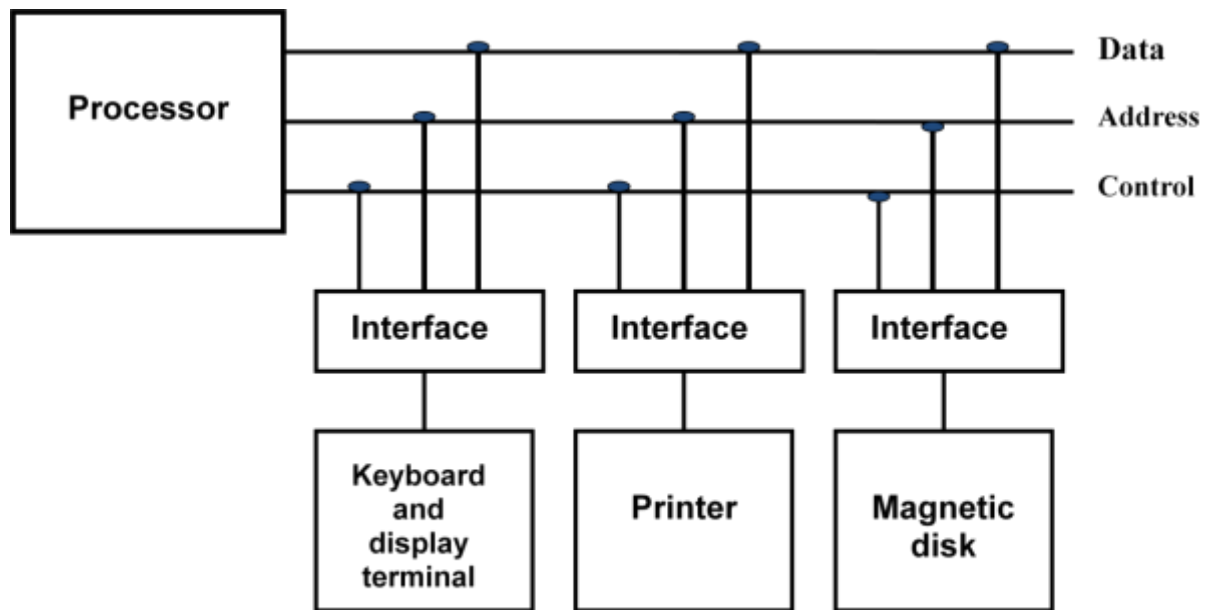 Processor
Data
Address
Control
Interface
Interface
Interface
Keyboard
and
display
terminal
Printer
Magnetic
disk